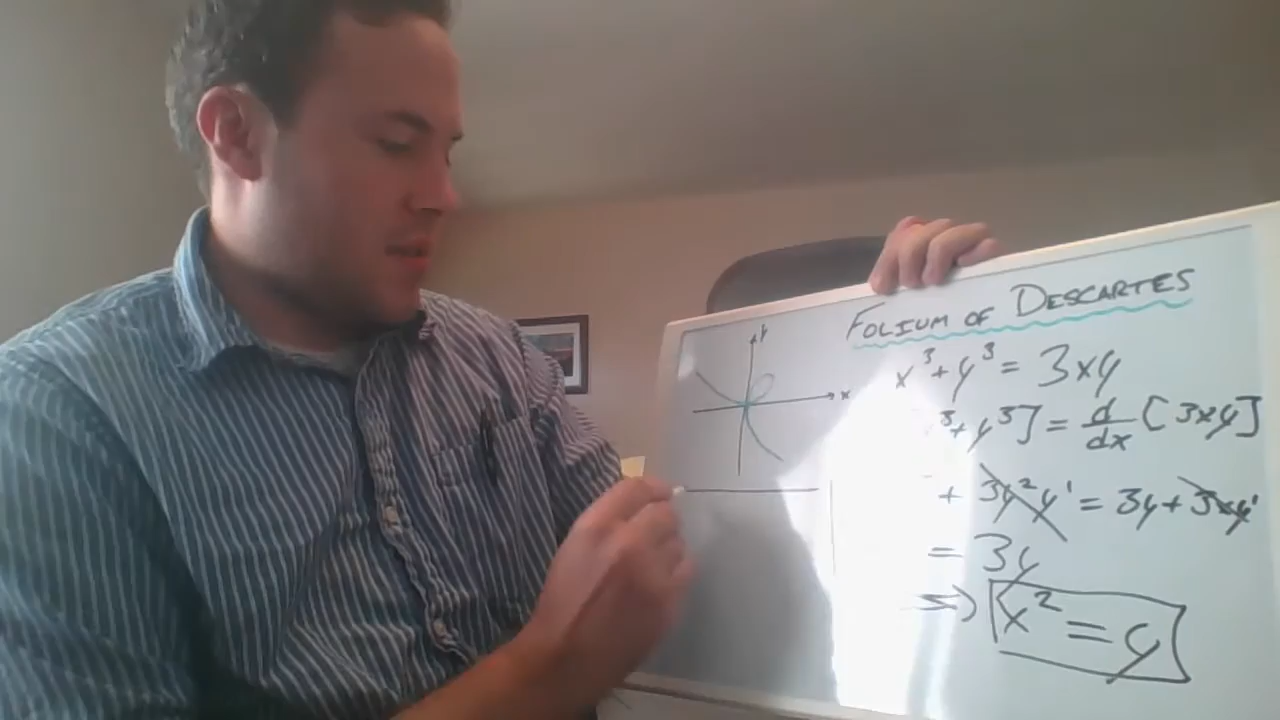 FOLIUM OF DESCARTES
y
x
x³ + y³ = 3xy
³ + y³] = d/dx [3xy]
+ 3y²y' = 3y + 3xy'
= 3y
⇒ x² = y